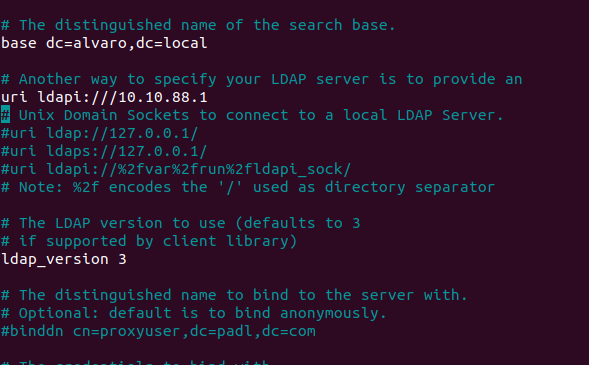 # The distinguished name of the search base.
base dc=alvaro,dc=local
# Another way to specify your LDAP server is to provide an
uri ldapi:///10.10.88.1
# Unix Domain Sockets to connect to a local LDAP Server.
#uri ldap://127.0.0.1/
#uri ldaps://127.0.0.1/
#uri ldapi://%2fvar%2frun%2fldapi_sock/
# Note: %2f encodes the '/' used as directory separator
# The LDAP version to use (defaults to 3
# if supported by client library)
ldap_version 3
# The distinguished name to bind to the server with.
# Optional: default is to bind anonymously.
#binddn cn=proxyuser,dc=padl,dc=com
# The credentials to bind with